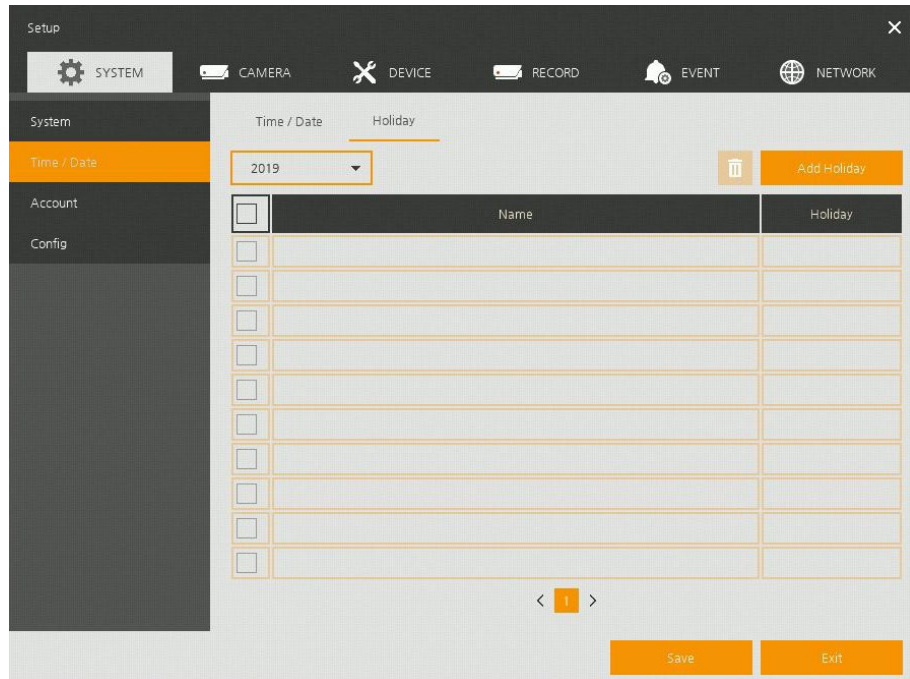 Setup
SYSTEM CAMERA DEVICE RECORD EVENT NETWORK
System
Time / Date
Account
Config
Time / Date Holiday
2019 Add Holiday
Name Holiday
< 1 >
Save Exit